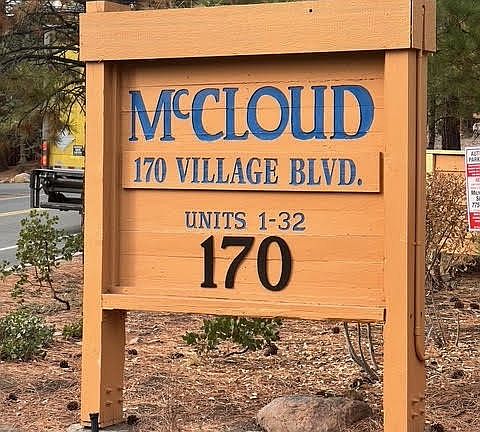 McCLOUD
170 VILLAGE BLVD.
UNITS 1-32
170